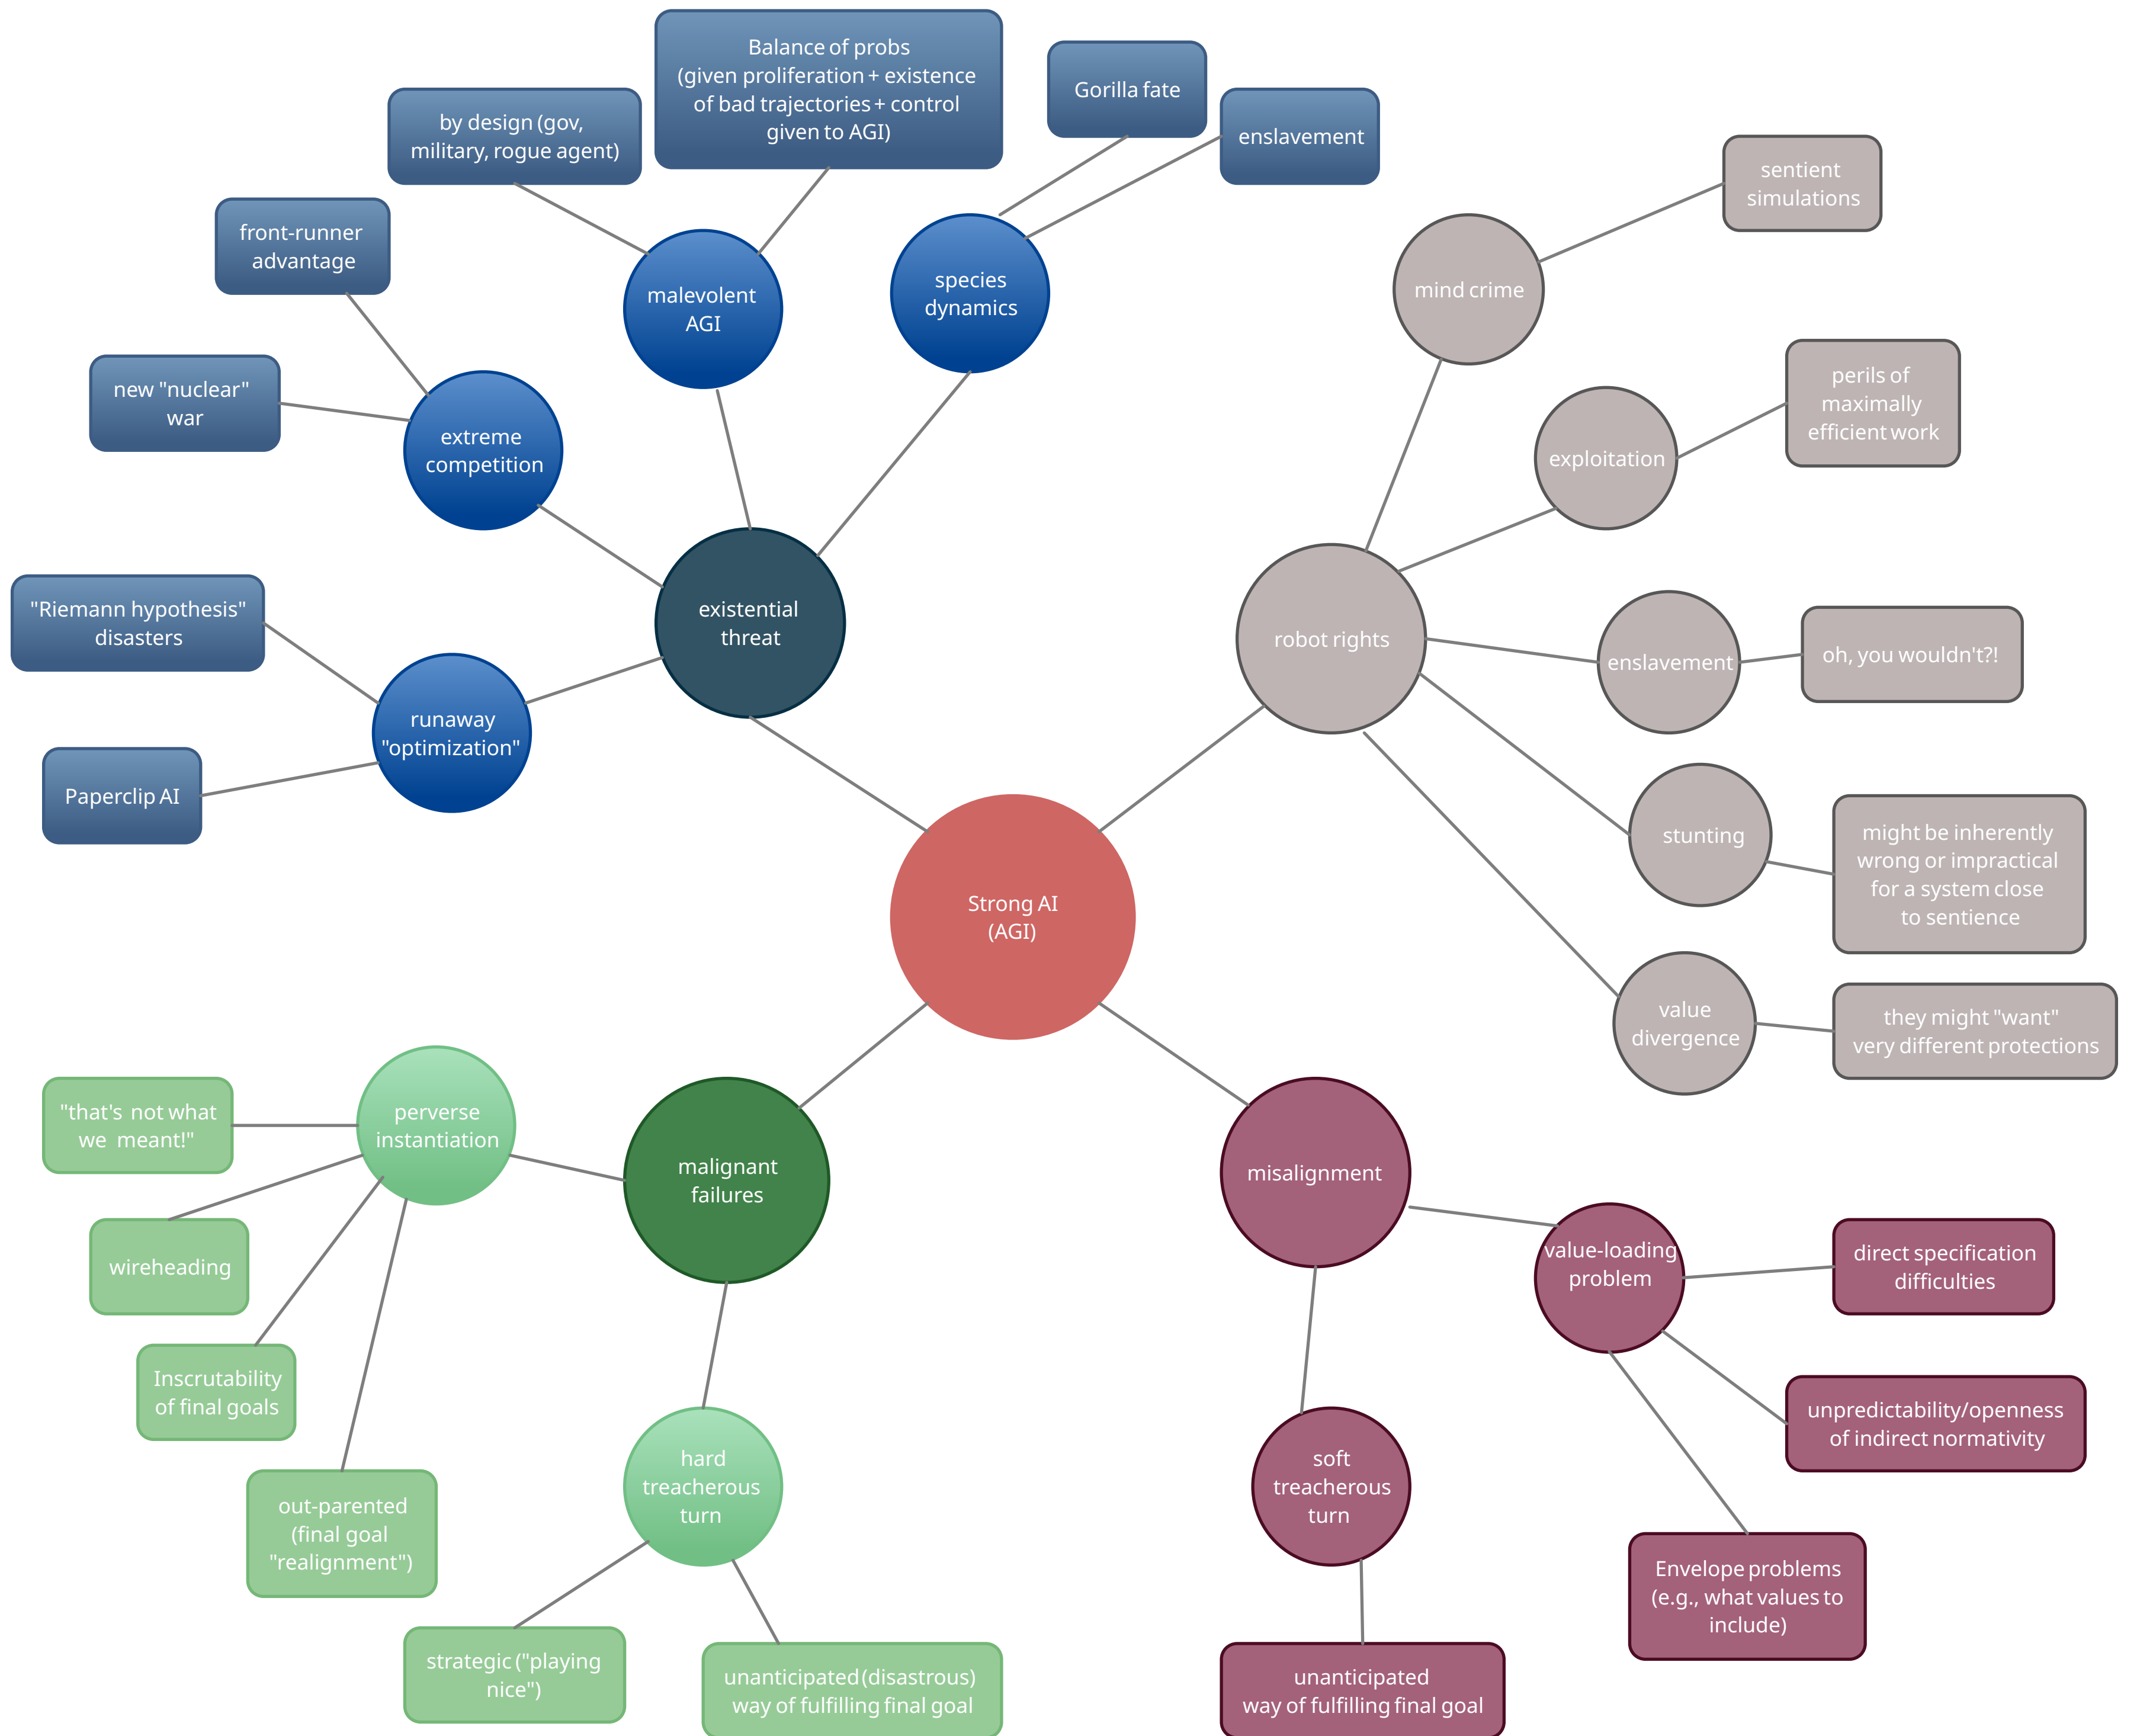 Balance of probs
(given proliferation + existence
of bad trajectories + control
given to AGI)
Gorilla fate
by design (gov,
military, rogue agent)
enslavement
sentient
simulations
front-runner
advantage
malevolent
AGI
species
dynamics
mind crime
new "nuclear"
war
extreme
competition
perils of
maximally
efficient work
exploitation
"Riemann hypothesis"
disasters
existential
threat
robot rights
enslavement
oh, you wouldn't?!
runaway
"optimization"
Paperclip AI
stunting
might be inherently
wrong or impractical
for a system close
to sentience
Strong AI
(AGI)
value
divergence
they might "want"
very different protections
"that's not what
we meant!"
perverse
instantiation
malignant
failures
misalignment
wireheading
value-loading
problem
direct specification
difficulties
Inscrutability
of final goals
unpredictability/openness
of indirect normativity
out-parented
(final goal
"realignment")
hard
treacherous
turn
soft
treacherous
turn
Envelope problems
(e.g., what values to
include)
strategic ("playing
nice")
unanticipated (disastrous)
way of fulfilling final goal
unanticipated
way of fulfilling final goal